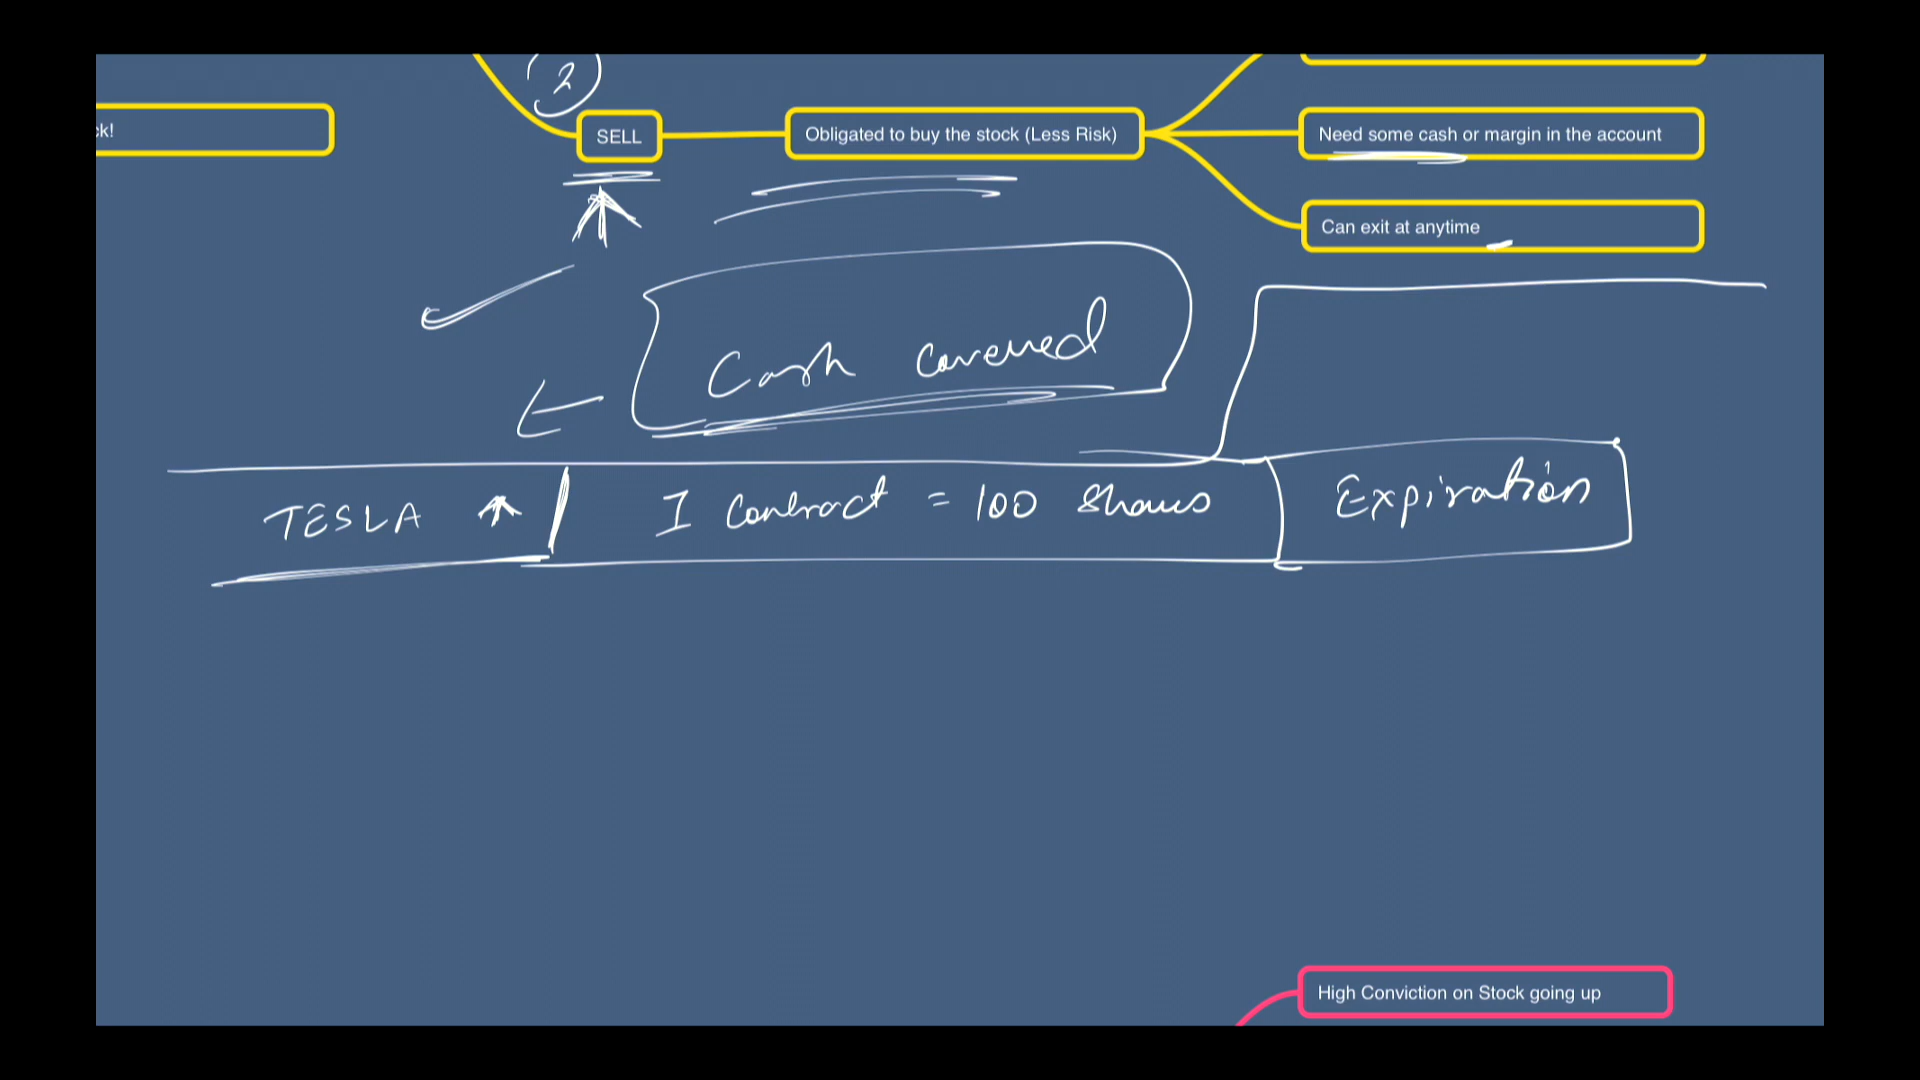 2
ck!
SELL
Obligated to buy the stock (Less Risk)
Need some cash or margin in the account
Can exit at anytime
Cash Covered
TESLA
1 Contract = 100 Shares
Expiration
High Conviction on Stock going up